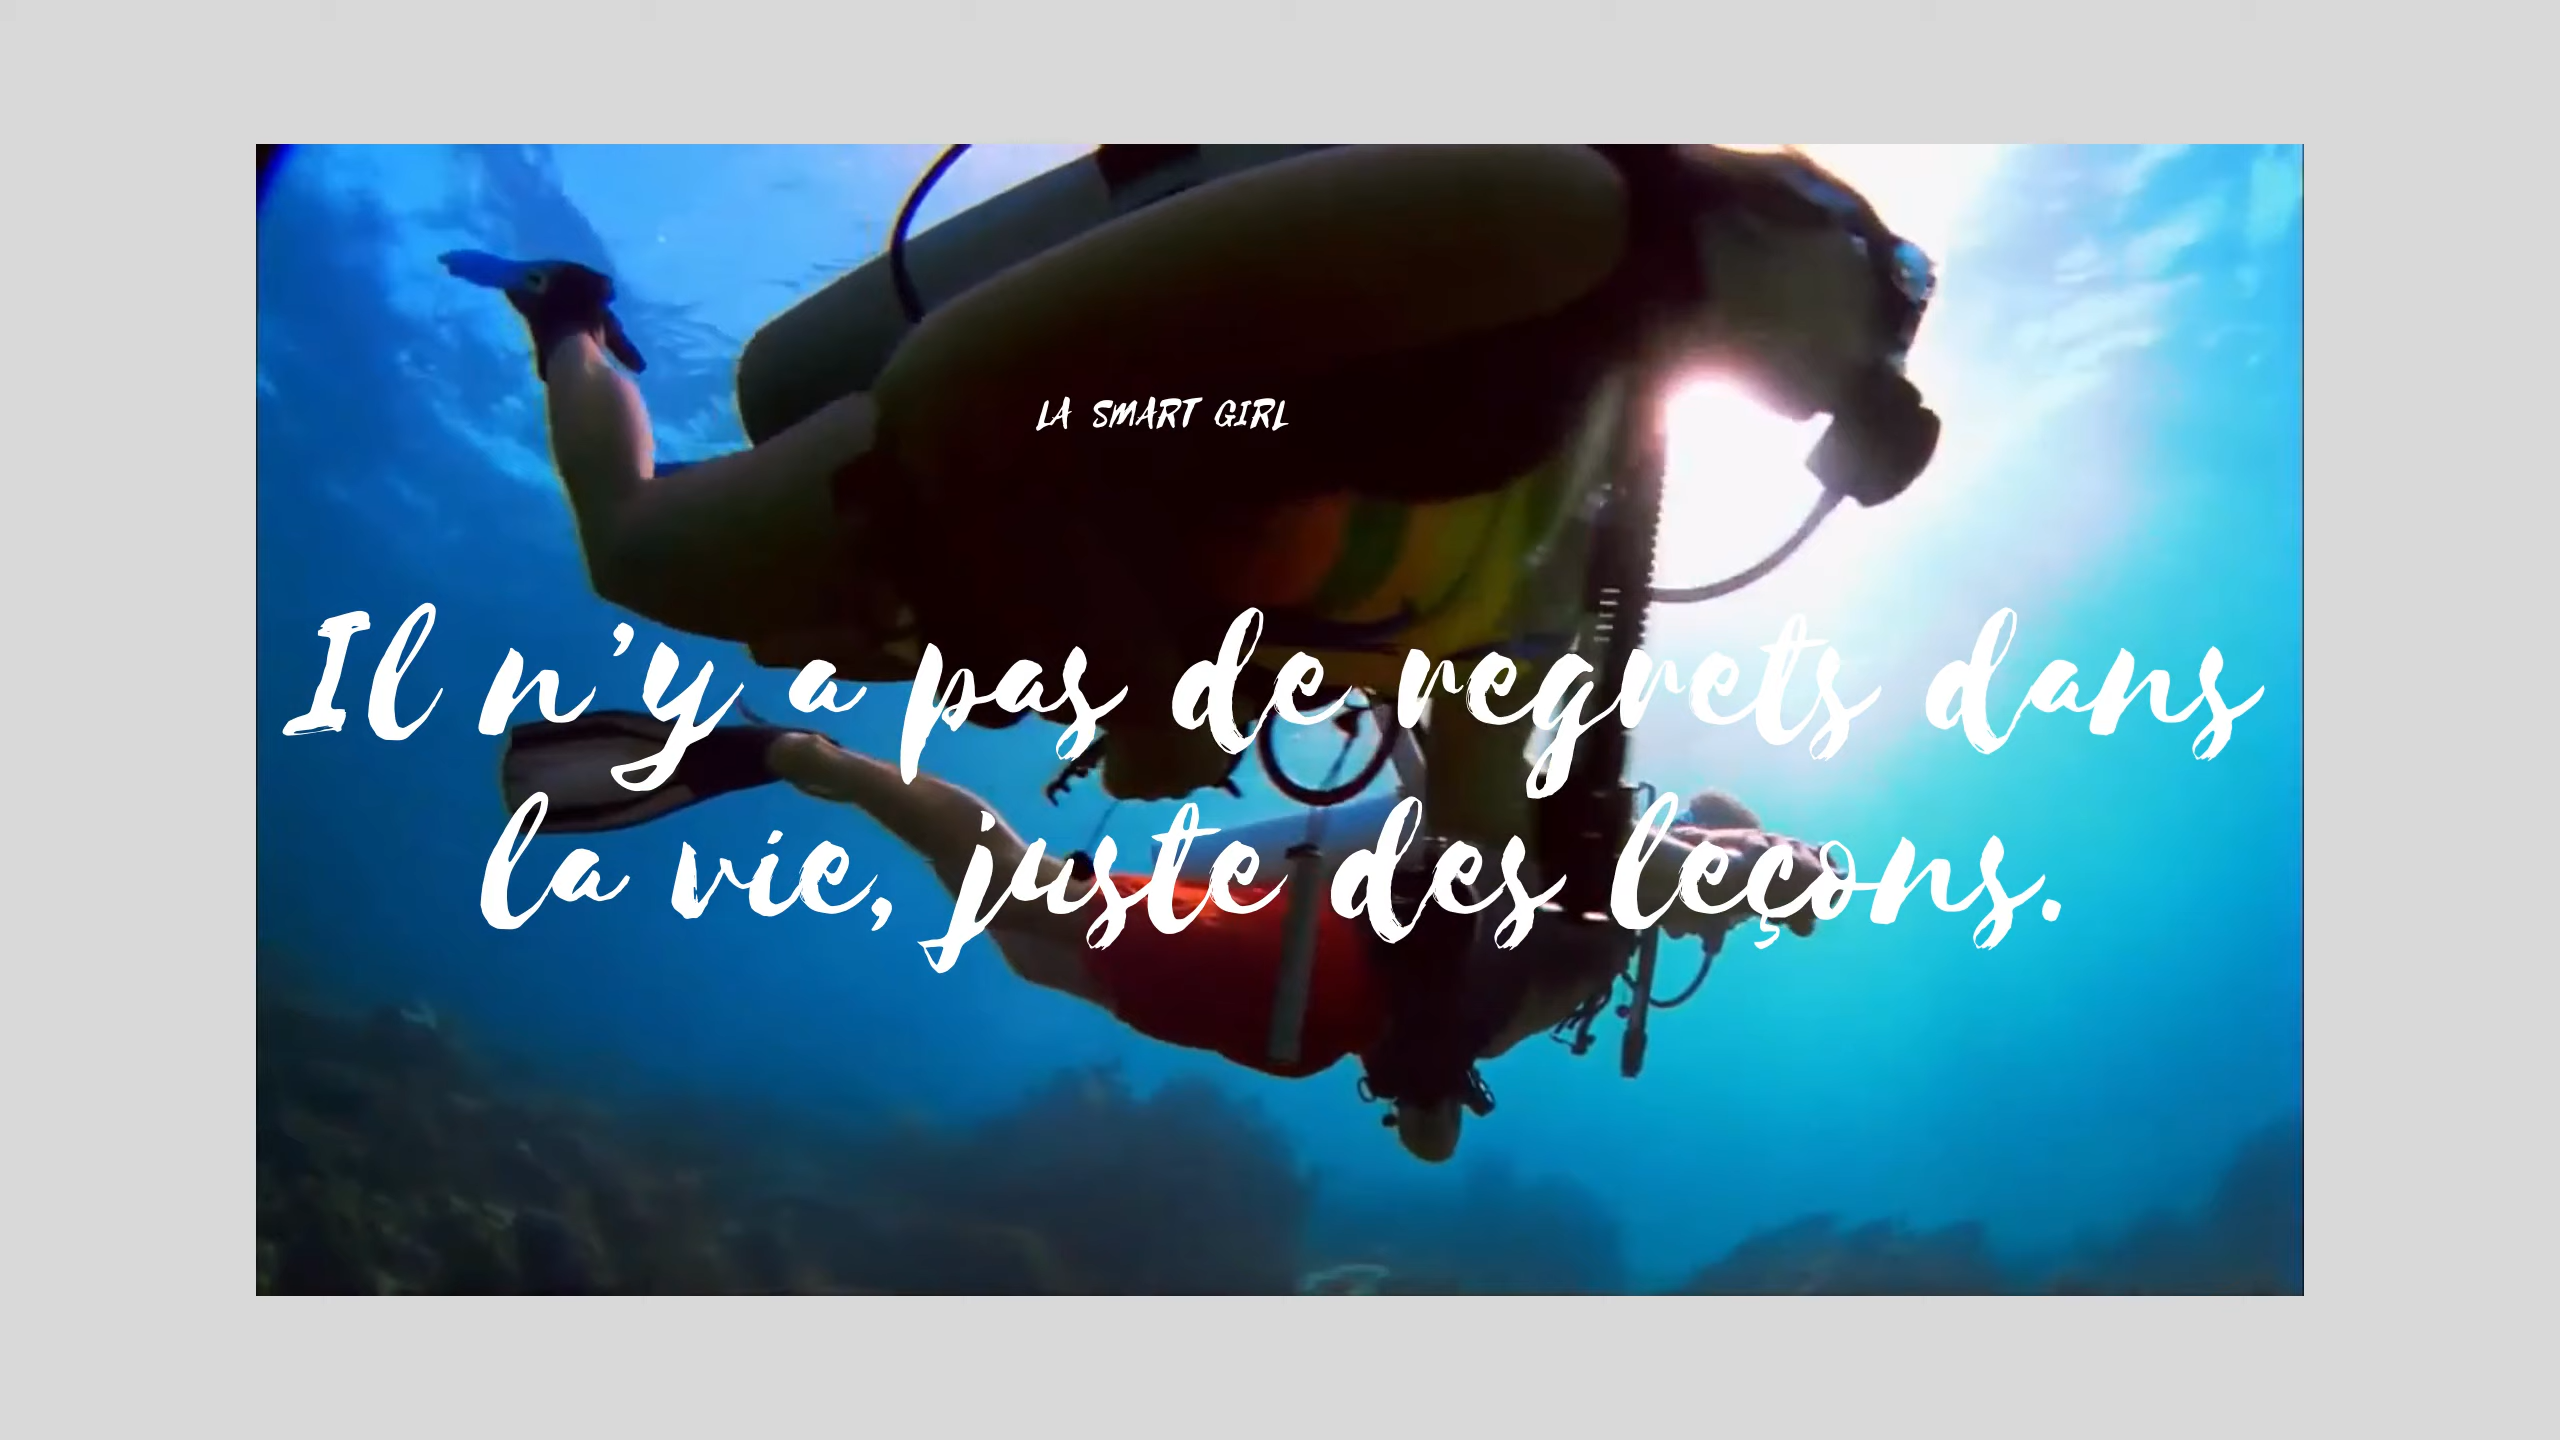 LA SMART GIRL
Il n'y a pas de regrets dans
la vie, juste des leçons.